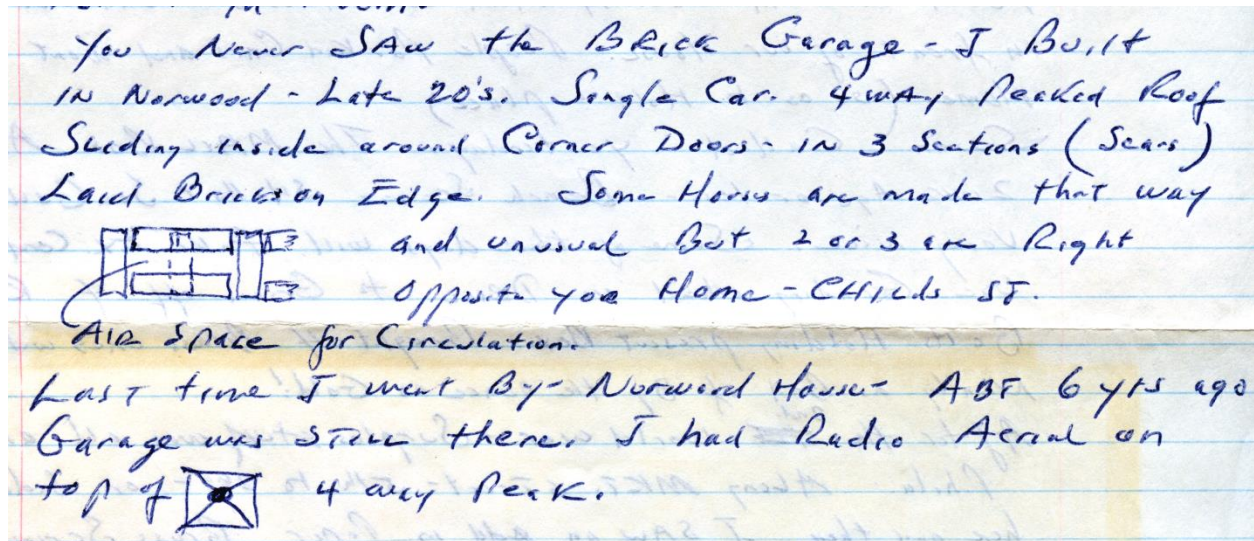 You Never SAw the Brick Garage - I Built
IN Norwood - Late 20's. Single Car. 4 wAy Peaked Roof
Sliding inside around Corner Doors - IN 3 Sections (Sears)
Laid Bricks on Edge. Some Homes are made that way
and unusual But 2 or 3 are Right
Opposite you Home - CHilds ST.
AIR SPACE for Circulation.
LAST time I went By - Norwood House - ABT 6 yrs ago
Garage was STill there. I had Radio Aerial on
top of 4 way Peak.